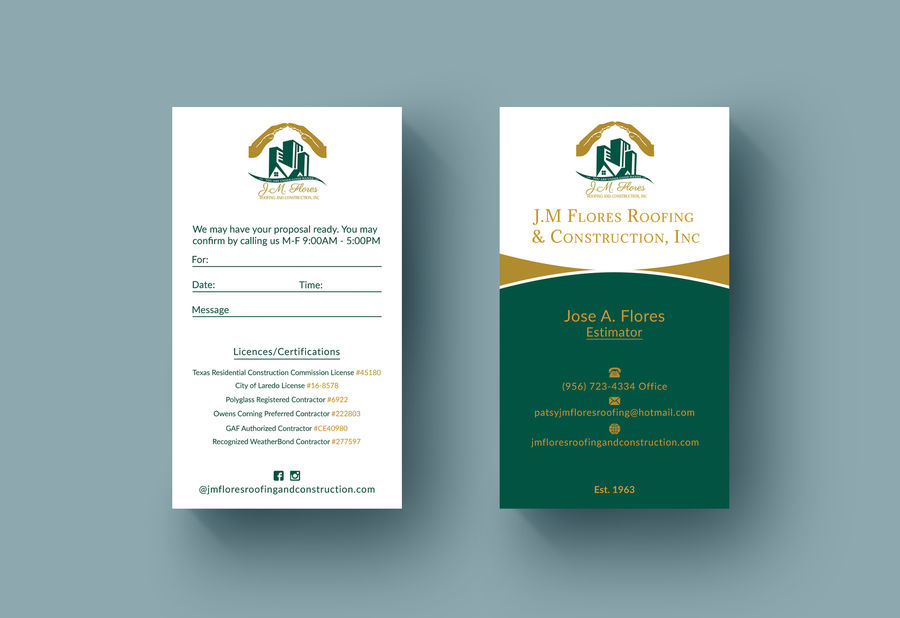 J.M. Flores
ROOFING AND CONSTRUCTION, INC
We may have your proposal ready. You may
confirm by calling us M-F 9:00AM - 5:00PM
For:
Date: Time:
Message
Licences/Certifications
Texas Residential Construction Commission License #45180
City of Laredo License #16-8578
Polyglass Registered Contractor #6922
Owens Corning Preferred Contractor #222803
GAF Authorized Contractor #CE40980
Recognized WeatherBond Contractor #277597
@jmfloresroofingandconstruction.com
J.M. Flores
ROOFING AND CONSTRUCTION, INC
J.M Flores Roofing
& Construction, Inc
Jose A. Flores
Estimator
(956) 723-4334 Office
patsyjmfloresroofing@hotmail.com
jmfloresroofingandconstruction.com
Est. 1963